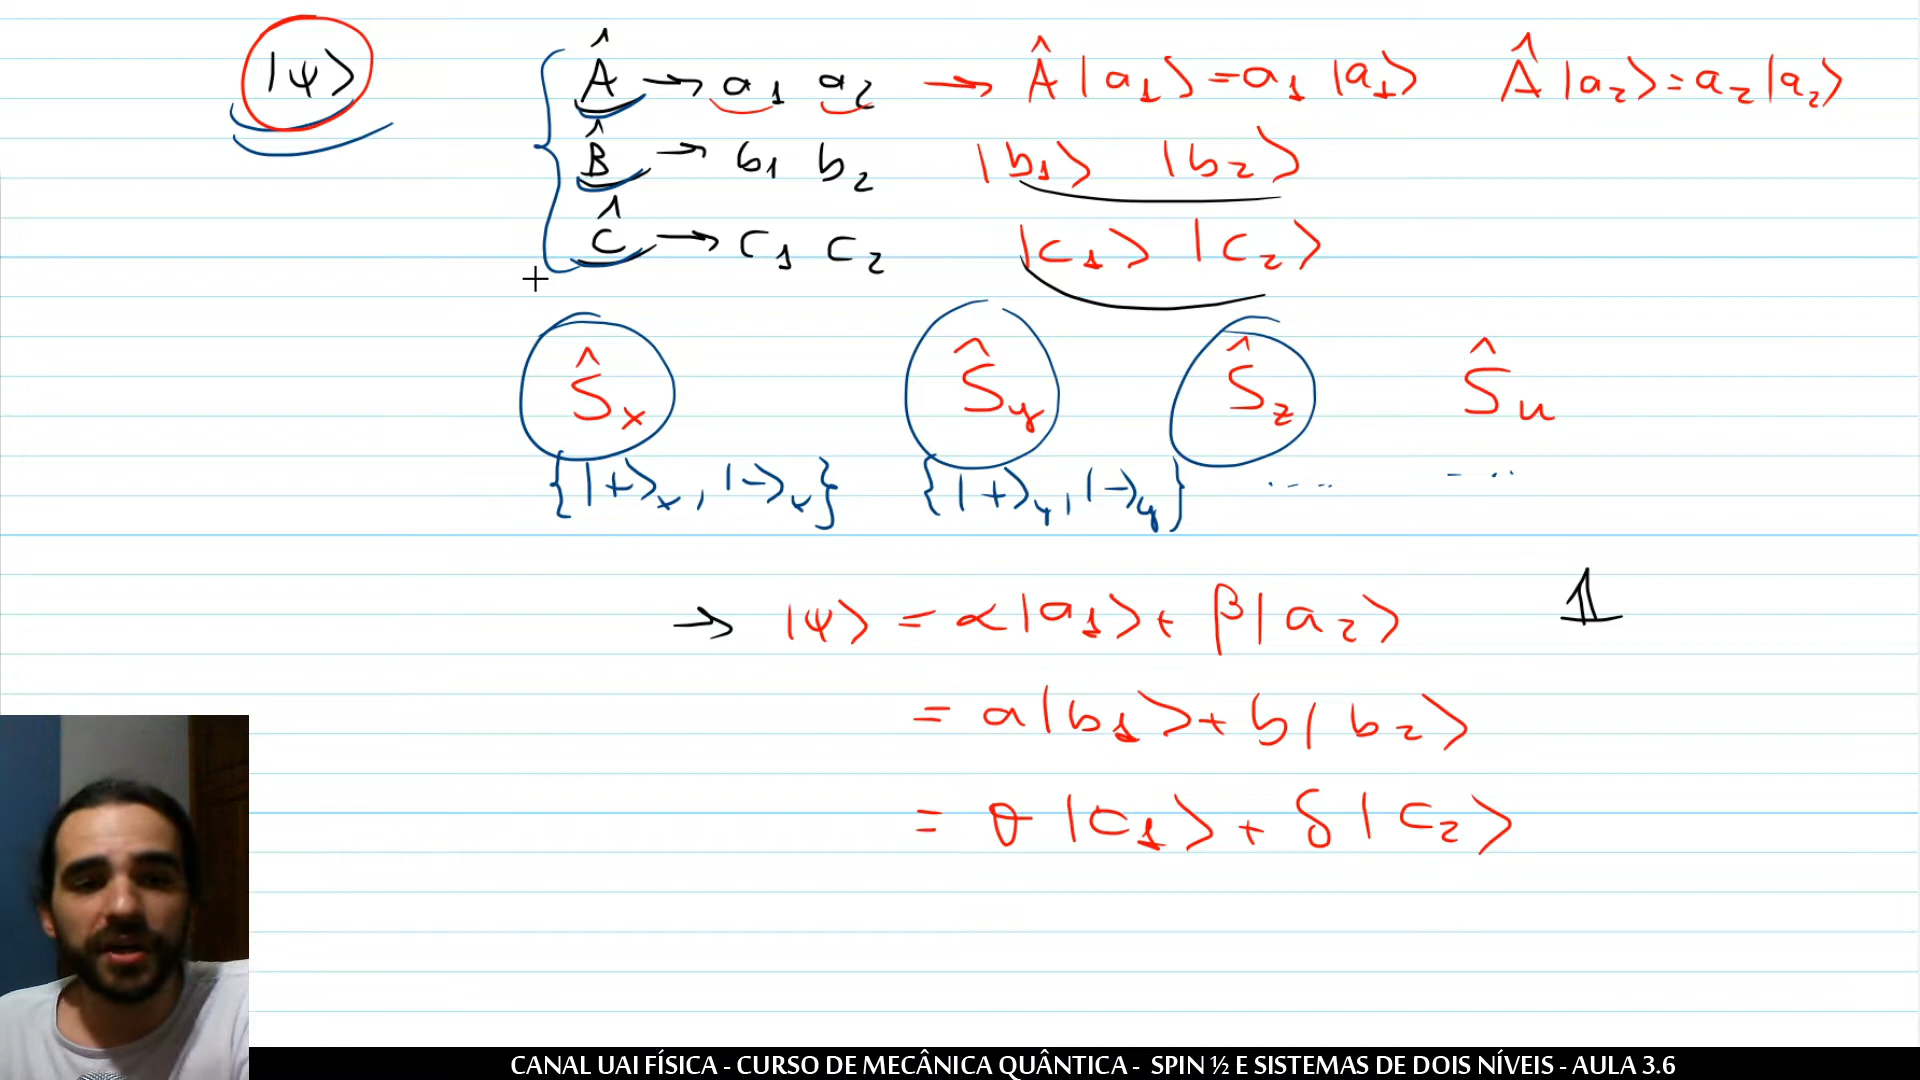 |ψ⟩ Â → a₁ a₂ → Â|a₁⟩=a₁|a₁⟩ Â|a₂⟩=a₂|a₂⟩
B̂ → b₁ b₂ |b₁⟩ |b₂⟩
Ĉ → c₁ c₂ |c₁⟩ |c₂⟩
Ŝx Ŝy Ŝz Ŝu
{|+⟩x, |-⟩x} {|+⟩y, |-⟩y} .... ....
→ |ψ⟩ = α|a₁⟩ + β|a₂⟩ 𝟙
= a|b₁⟩ + b|b₂⟩
= θ|c₁⟩ + δ|c₂⟩
CANAL UAI FÍSICA - CURSO DE MECÂNICA QUÂNTICA - SPIN ½ E SISTEMAS DE DOIS NÍVEIS - AULA 3.6